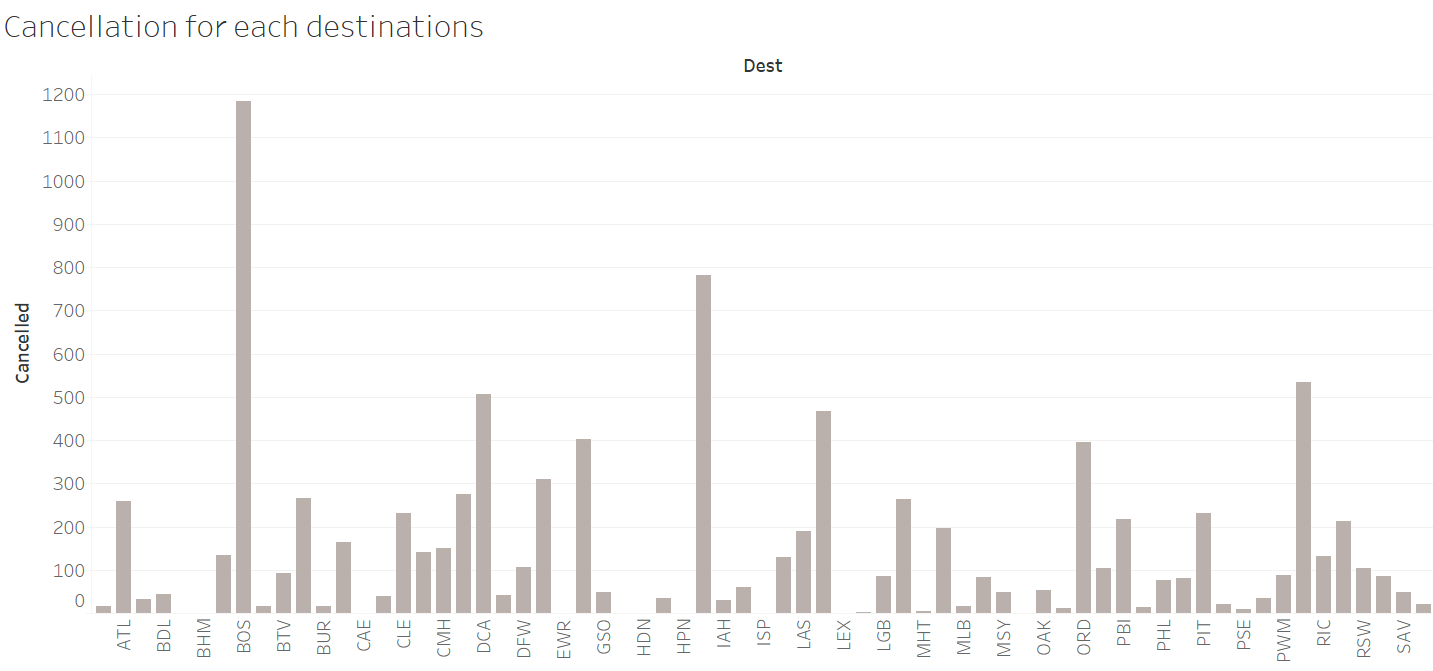 Cancellation for each destinations
Dest
1200
1100
1000
900
800
700
600
500
400
300
200
100
0
Cancelled
ATL
BDL
BHM
BOS
BTV
BUR
CAE
CLE
CMH
DCA
DFW
EWR
GSO
HDN
HPN
IAH
ISP
LAS
LEX
LGB
MHT
MLB
MSY
OAK
ORD
PBI
PHL
PIT
PSE
PWM
RIC
RSW
SAV